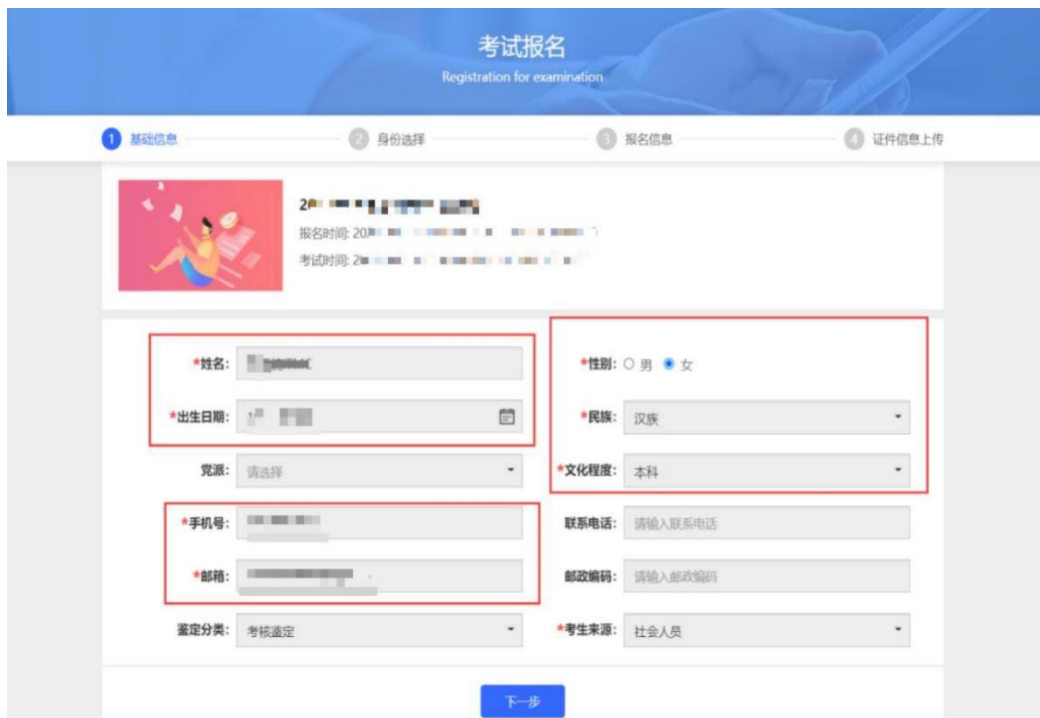 考试报名
Registration for examination
1 基础信息 2 身份选择 3 报名信息 4 证件信息上传
报名时间: 20
考试时间: 2
*姓名: *性别: 男 女
*出生日期: *民族: 汉族
党派: 请选择 *文化程度: 本科
*手机号: 联系电话: 请输入联系电话
*邮箱: 邮政编码: 请输入邮政编码
鉴定分类: 考核鉴定 *考生来源: 社会人员
下一步